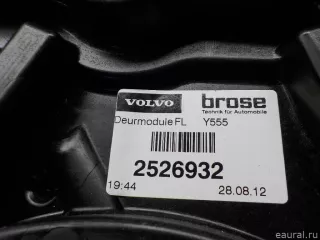 VOLVO
brose
Technik für Automobile
Deurmodule FL Y555
2526932
19:44 28.08.12
eaural.ru